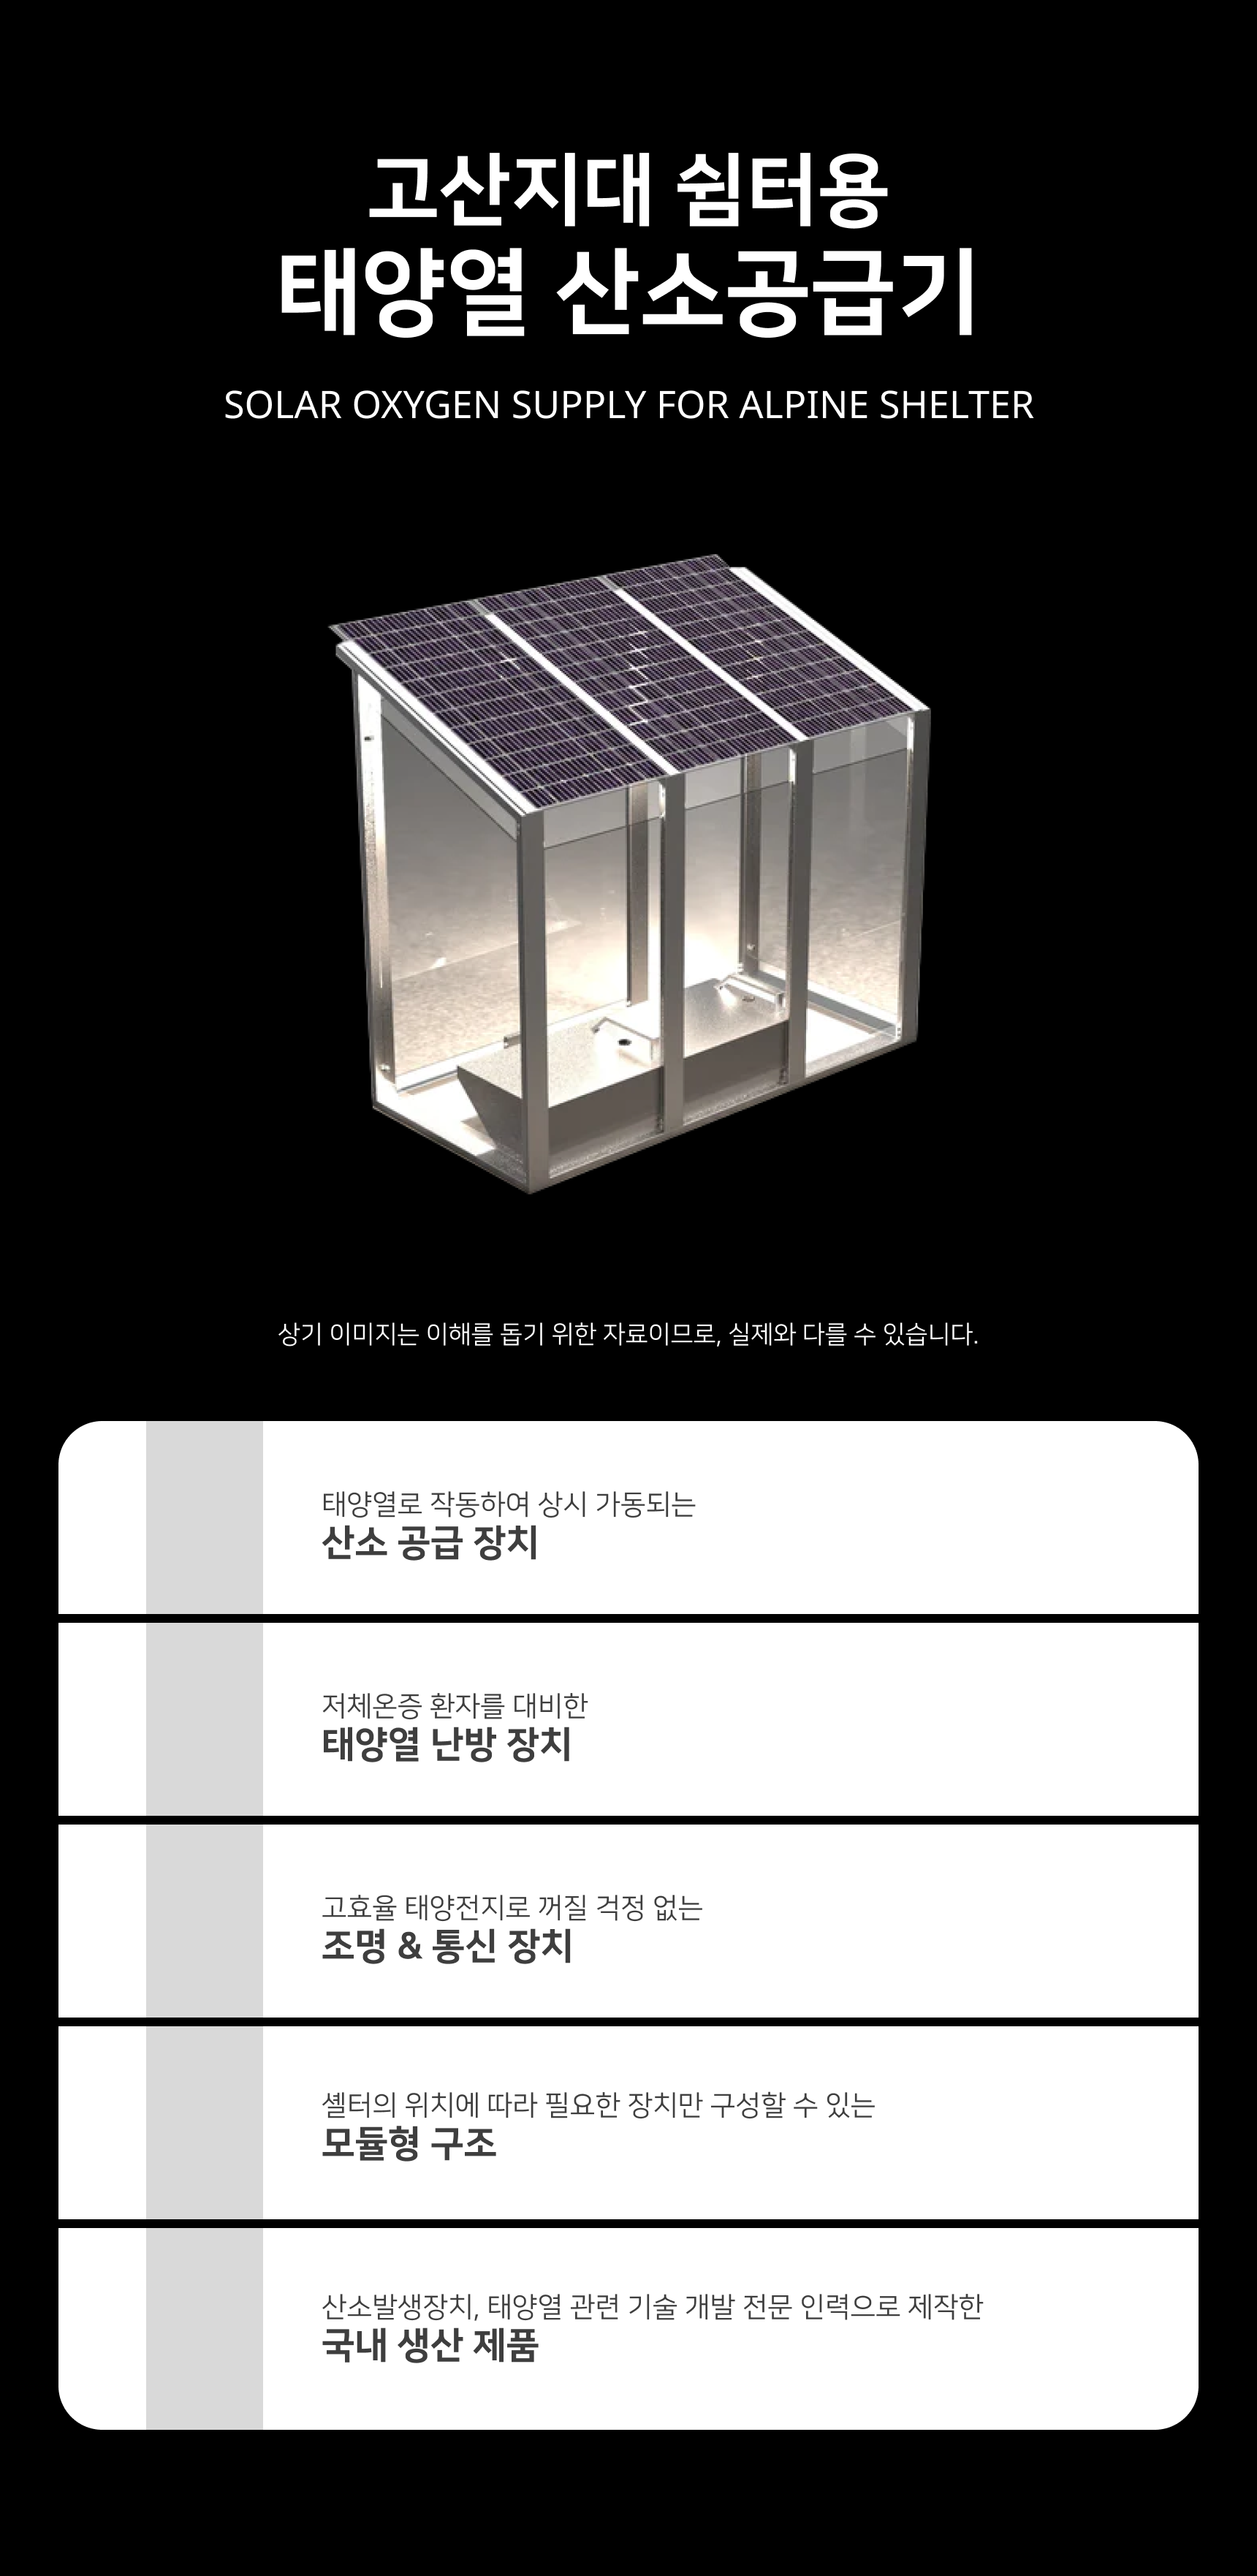 고산지대 쉼터용
태양열 산소공급기
SOLAR OXYGEN SUPPLY FOR ALPINE SHELTER
상기 이미지는 이해를 돕기 위한 자료이므로, 실제와 다를 수 있습니다.
태양열로 작동하여 상시 가동되는
산소 공급 장치
저체온증 환자를 대비한
태양열 난방 장치
고효율 태양전지로 꺼질 걱정 없는
조명 & 통신 장치
셸터의 위치에 따라 필요한 장치만 구성할 수 있는
모듈형 구조
산소발생장치, 태양열 관련 기술 개발 전문 인력으로 제작한
국내 생산 제품